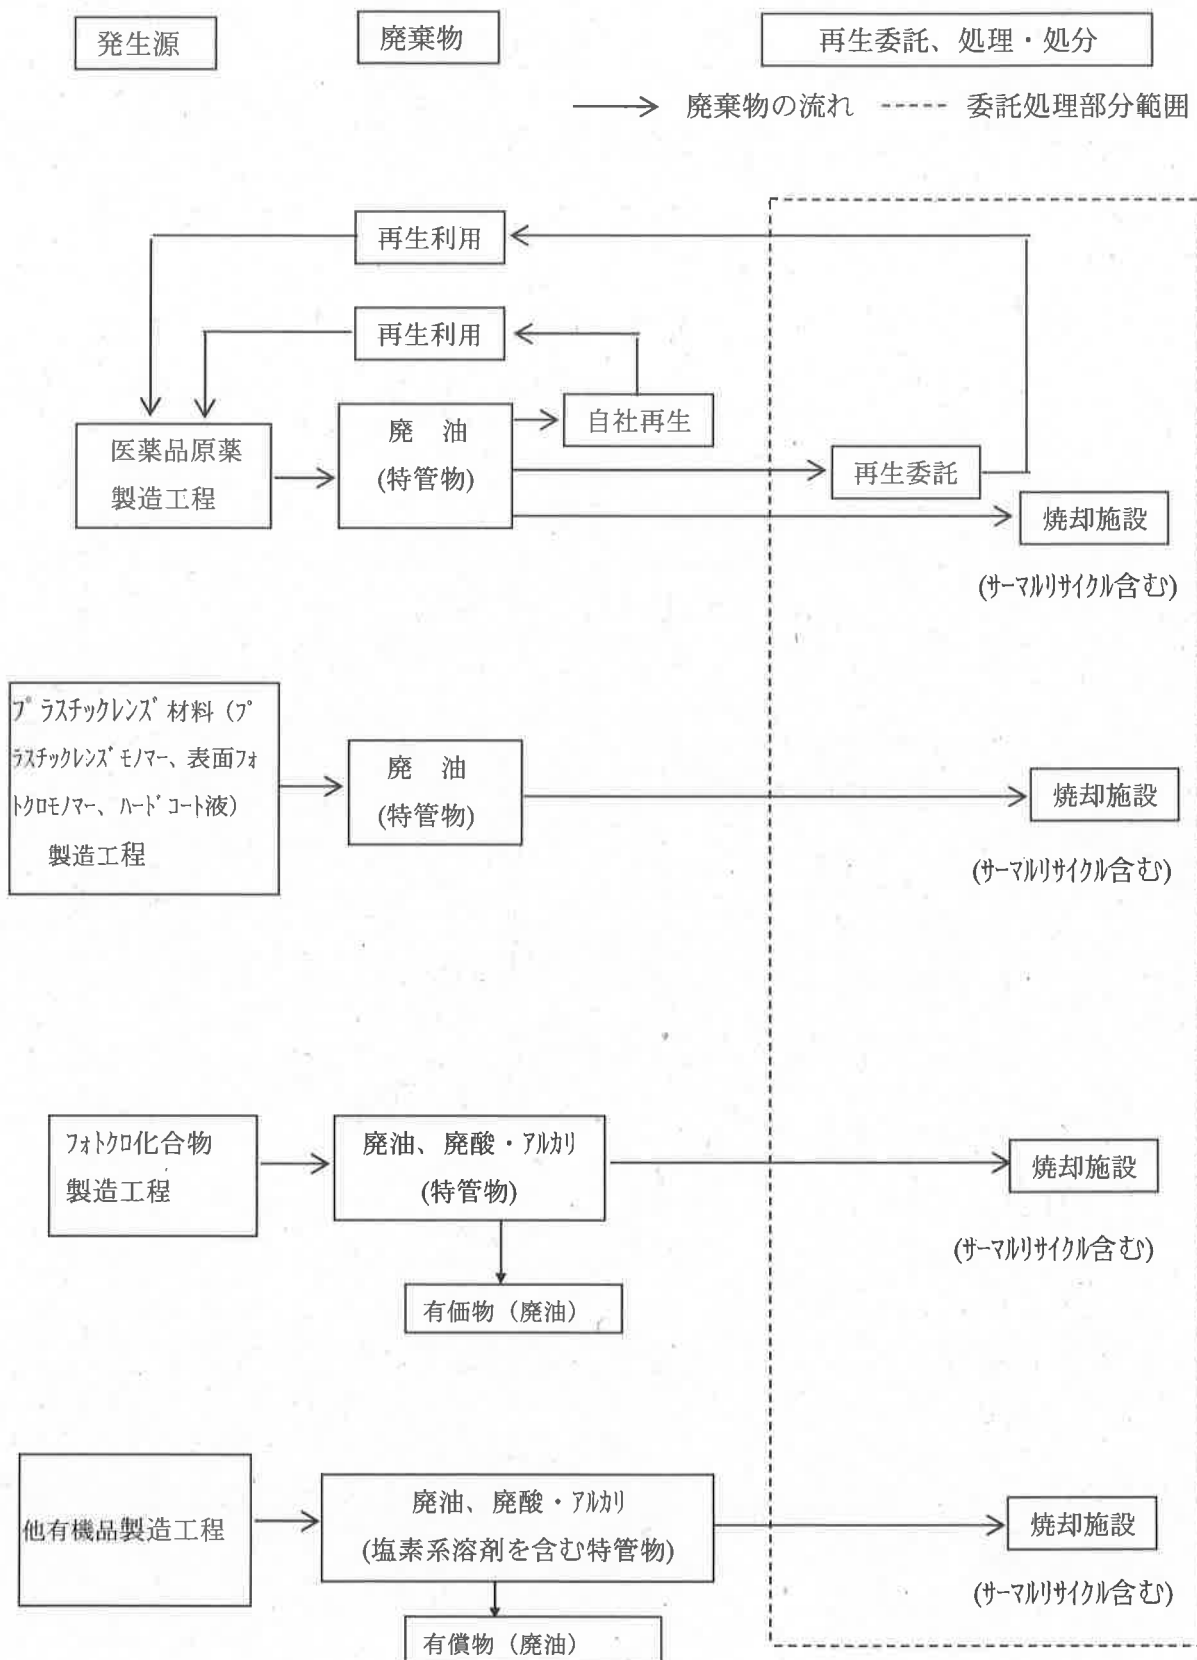 発生源
廃棄物
再生委託、処理・処分
廃棄物の流れ
委託処理部分範囲
再生利用
再生利用
医薬品原薬
製造工程
廃　油
(特管物)
自社再生
再生委託
焼却施設
(ｻｰﾏﾙﾘｻｲｸﾙ含む)
ﾌﾟﾗｽﾁｯｸﾚﾝｽﾞ材料（ﾌﾟ
ﾗｽﾁｯｸﾚﾝｽﾞﾓﾉﾏｰ、表面ﾌｫ
ﾄｸﾛﾓﾉﾏｰ、ﾊｰﾄﾞｺｰﾄ液）
製造工程
廃　油
(特管物)
焼却施設
(ｻｰﾏﾙﾘｻｲｸﾙ含む)
ﾌｫﾄｸﾛ化合物
製造工程
廃油、廃酸・ｱﾙｶﾘ
(特管物)
焼却施設
(ｻｰﾏﾙﾘｻｲｸﾙ含む)
有価物（廃油）
他有機品製造工程
廃油、廃酸・ｱﾙｶﾘ
(塩素系溶剤を含む特管物)
焼却施設
(ｻｰﾏﾙﾘｻｲｸﾙ含む)
有償物（廃油）